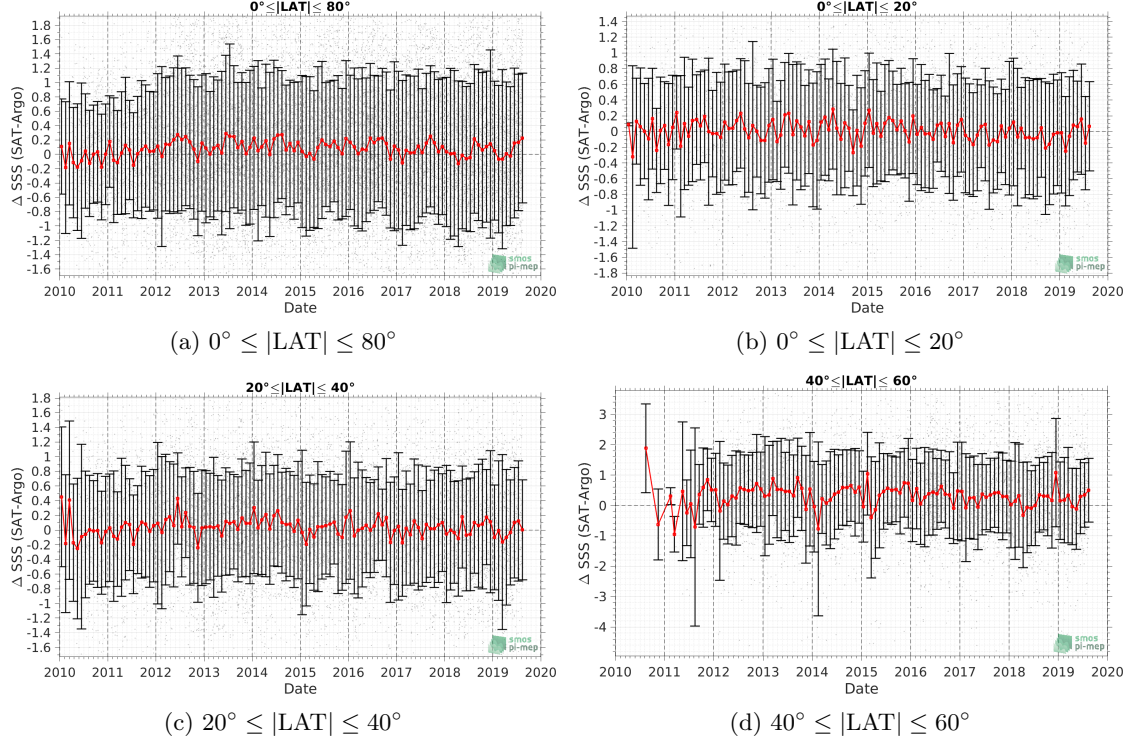 0°≤|LAT|≤ 80°
Δ SSS (SAT-Argo)
1.8
1.6
1.4
1.2
1
0.8
0.6
0.4
0.2
0
-0.2
-0.4
-0.6
-0.8
-1
-1.2
-1.4
-1.6
smos
pi-mep
2010 2011 2012 2013 2014 2015 2016 2017 2018 2019 2020
Date
(a) 0° ≤ |LAT| ≤ 80°
0°≤|LAT|≤ 20°
Δ SSS (SAT-Argo)
1.4
1.2
1
0.8
0.6
0.4
0.2
0
-0.2
-0.4
-0.6
-0.8
-1
-1.2
-1.4
-1.6
-1.8
smos
pi-mep
2010 2011 2012 2013 2014 2015 2016 2017 2018 2019 2020
Date
(b) 0° ≤ |LAT| ≤ 20°
20°≤|LAT|≤ 40°
Δ SSS (SAT-Argo)
1.8
1.6
1.4
1.2
1
0.8
0.6
0.4
0.2
0
-0.2
-0.4
-0.6
-0.8
-1
-1.2
-1.4
-1.6
smos
pi-mep
2010 2011 2012 2013 2014 2015 2016 2017 2018 2019 2020
Date
(c) 20° ≤ |LAT| ≤ 40°
40°≤|LAT|≤ 60°
Δ SSS (SAT-Argo)
3
2
1
0
-1
-2
-3
-4
smos
pi-mep
2010 2011 2012 2013 2014 2015 2016 2017 2018 2019 2020
Date
(d) 40° ≤ |LAT| ≤ 60°